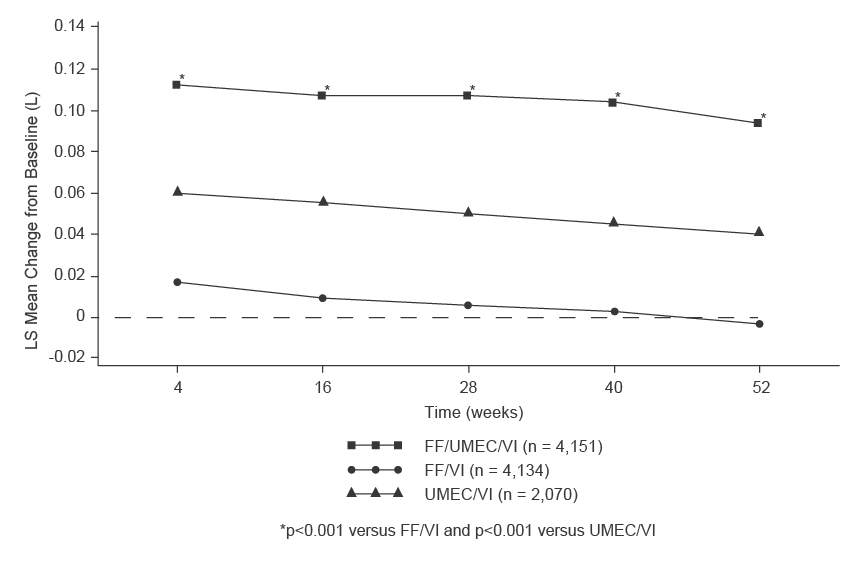 0.14
0.12
0.10
0.08
0.06
0.04
0.02
0
-0.02
LS Mean Change from Baseline (L)
*
*
*
*
*
4 16 28 40 52
Time (weeks)
FF/UMEC/VI (n = 4,151)
FF/VI (n = 4,134)
UMEC/VI (n = 2,070)
*p<0.001 versus FF/VI and p<0.001 versus UMEC/VI